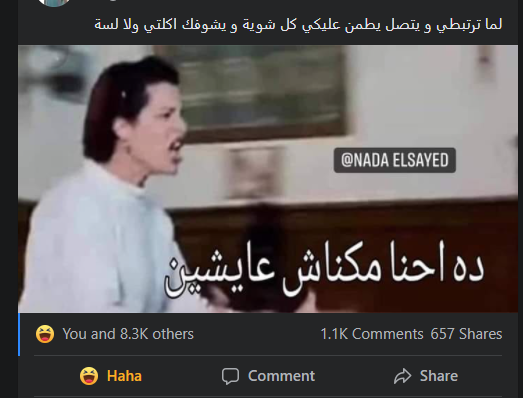 لما ترتبطي و يتصل يطمن عليكي كل شوية و يشوفك اكلتي ولا لسة
@NADA ELSAYED
ده احنا مكناش عايشين
You and 8.3K others 1.1K Comments 657 Shares
Haha Comment Share